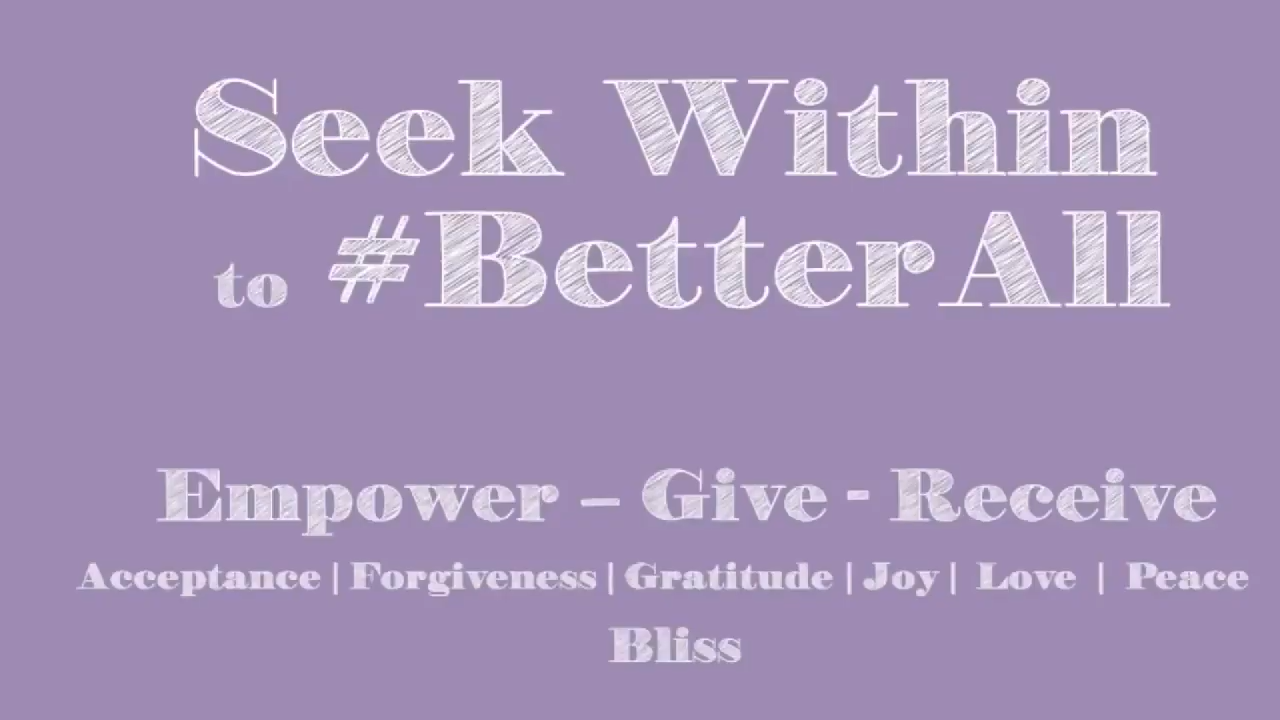 Seek Within
to #BetterAll
Empower – Give - Receive
Acceptance | Forgiveness | Gratitude | Joy | Love | Peace
Bliss